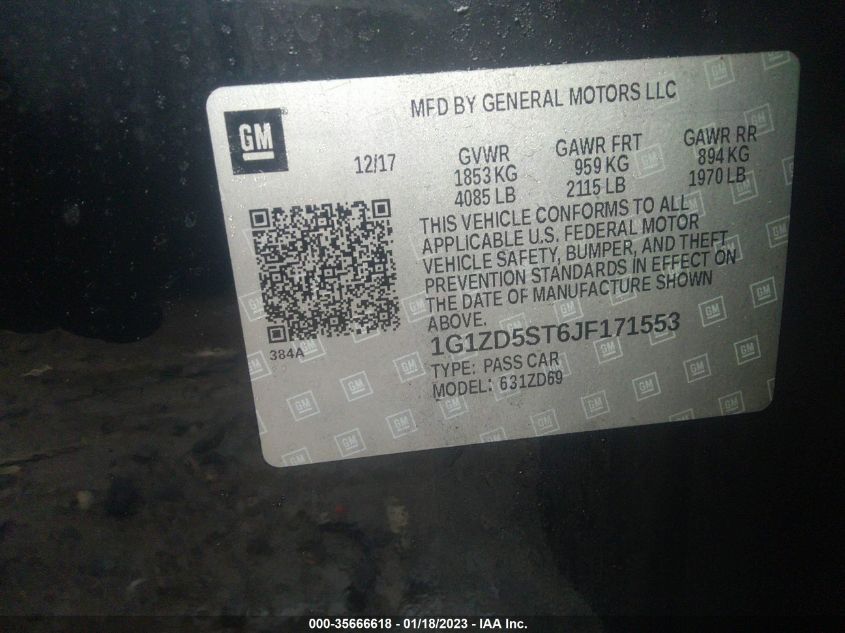 MFD BY GENERAL MOTORS LLC
GM
12/17
GVWR
1853 KG
4085 LB
GAWR FRT
959 KG
2115 LB
GAWR RR
894 KG
1970 LB
THIS VEHICLE CONFORMS TO ALL
APPLICABLE U.S. FEDERAL MOTOR
VEHICLE SAFETY, BUMPER, AND THEFT
PREVENTION STANDARDS IN EFFECT ON
THE DATE OF MANUFACTURE SHOWN
ABOVE.
384A
1G1ZD5ST6JF171553
TYPE: PASS CAR
MODEL: 631ZD69
000-35666618 - 01/18/2023 - IAA Inc.